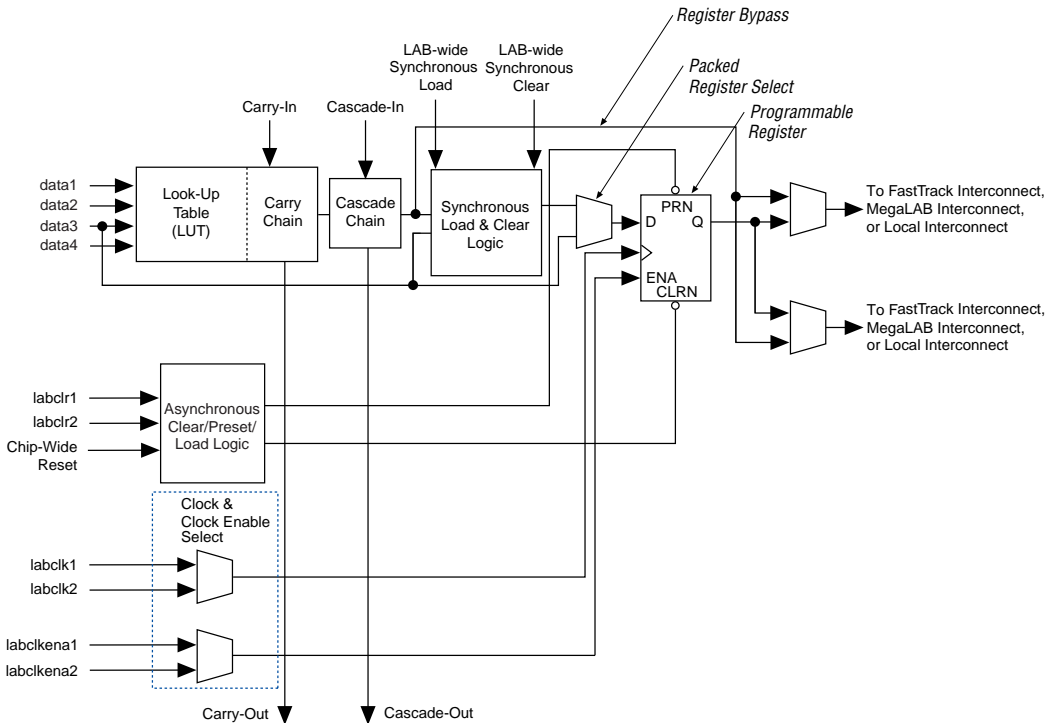 Register Bypass
Packed
Register Select
Programmable
Register
LAB-wide
Synchronous
Load
LAB-wide
Synchronous
Clear
Carry-In
Cascade-In
data1
data2
data3
data4
Look-Up
Table
(LUT)
Carry
Chain
Cascade
Chain
Synchronous
Load & Clear
Logic
PRN
D
Q
ENA
CLRN
To FastTrack Interconnect,
MegaLAB Interconnect,
or Local Interconnect
To FastTrack Interconnect,
MegaLAB Interconnect,
or Local Interconnect
labclr1
labclr2
Chip-Wide
Reset
Asynchronous
Clear/Preset/
Load Logic
Clock &
Clock Enable
Select
labclk1
labclk2
labclkena1
labclkena2
Carry-Out
Cascade-Out